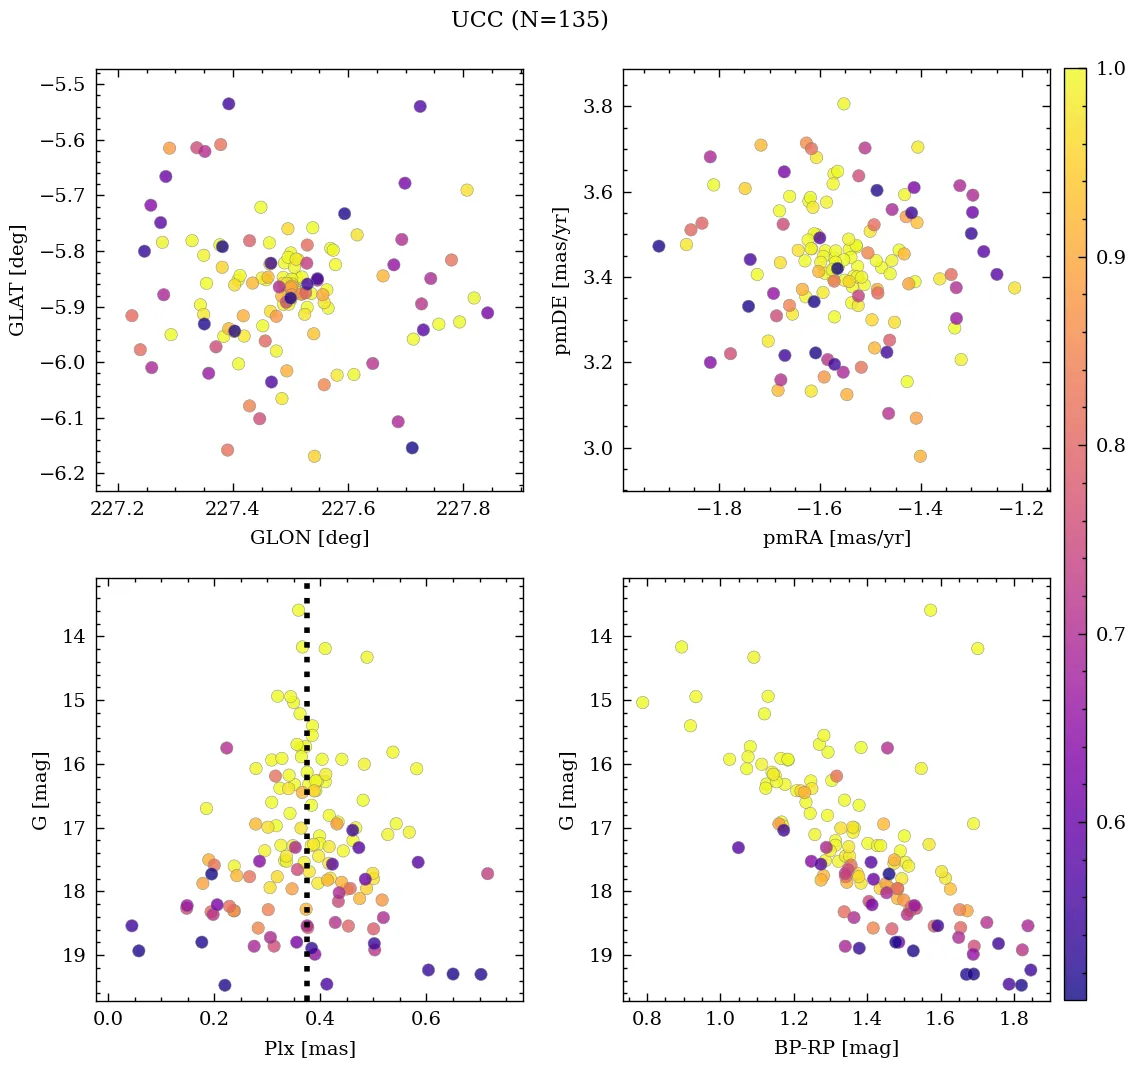 UCC (N=135)
−5.5
−5.6
−5.7
−5.8
−5.9
−6.0
−6.1
−6.2
GLAT [deg]
227.2 227.4 227.6 227.8
GLON [deg]
3.8
3.6
3.4
3.2
3.0
pmDE [mas/yr]
−1.8 −1.6 −1.4 −1.2
pmRA [mas/yr]
1.0
0.9
0.8
0.7
0.6
14
15
16
17
18
19
G [mag]
0.0 0.2 0.4 0.6
Plx [mas]
14
15
16
17
18
19
G [mag]
0.8 1.0 1.2 1.4 1.6 1.8
BP-RP [mag]